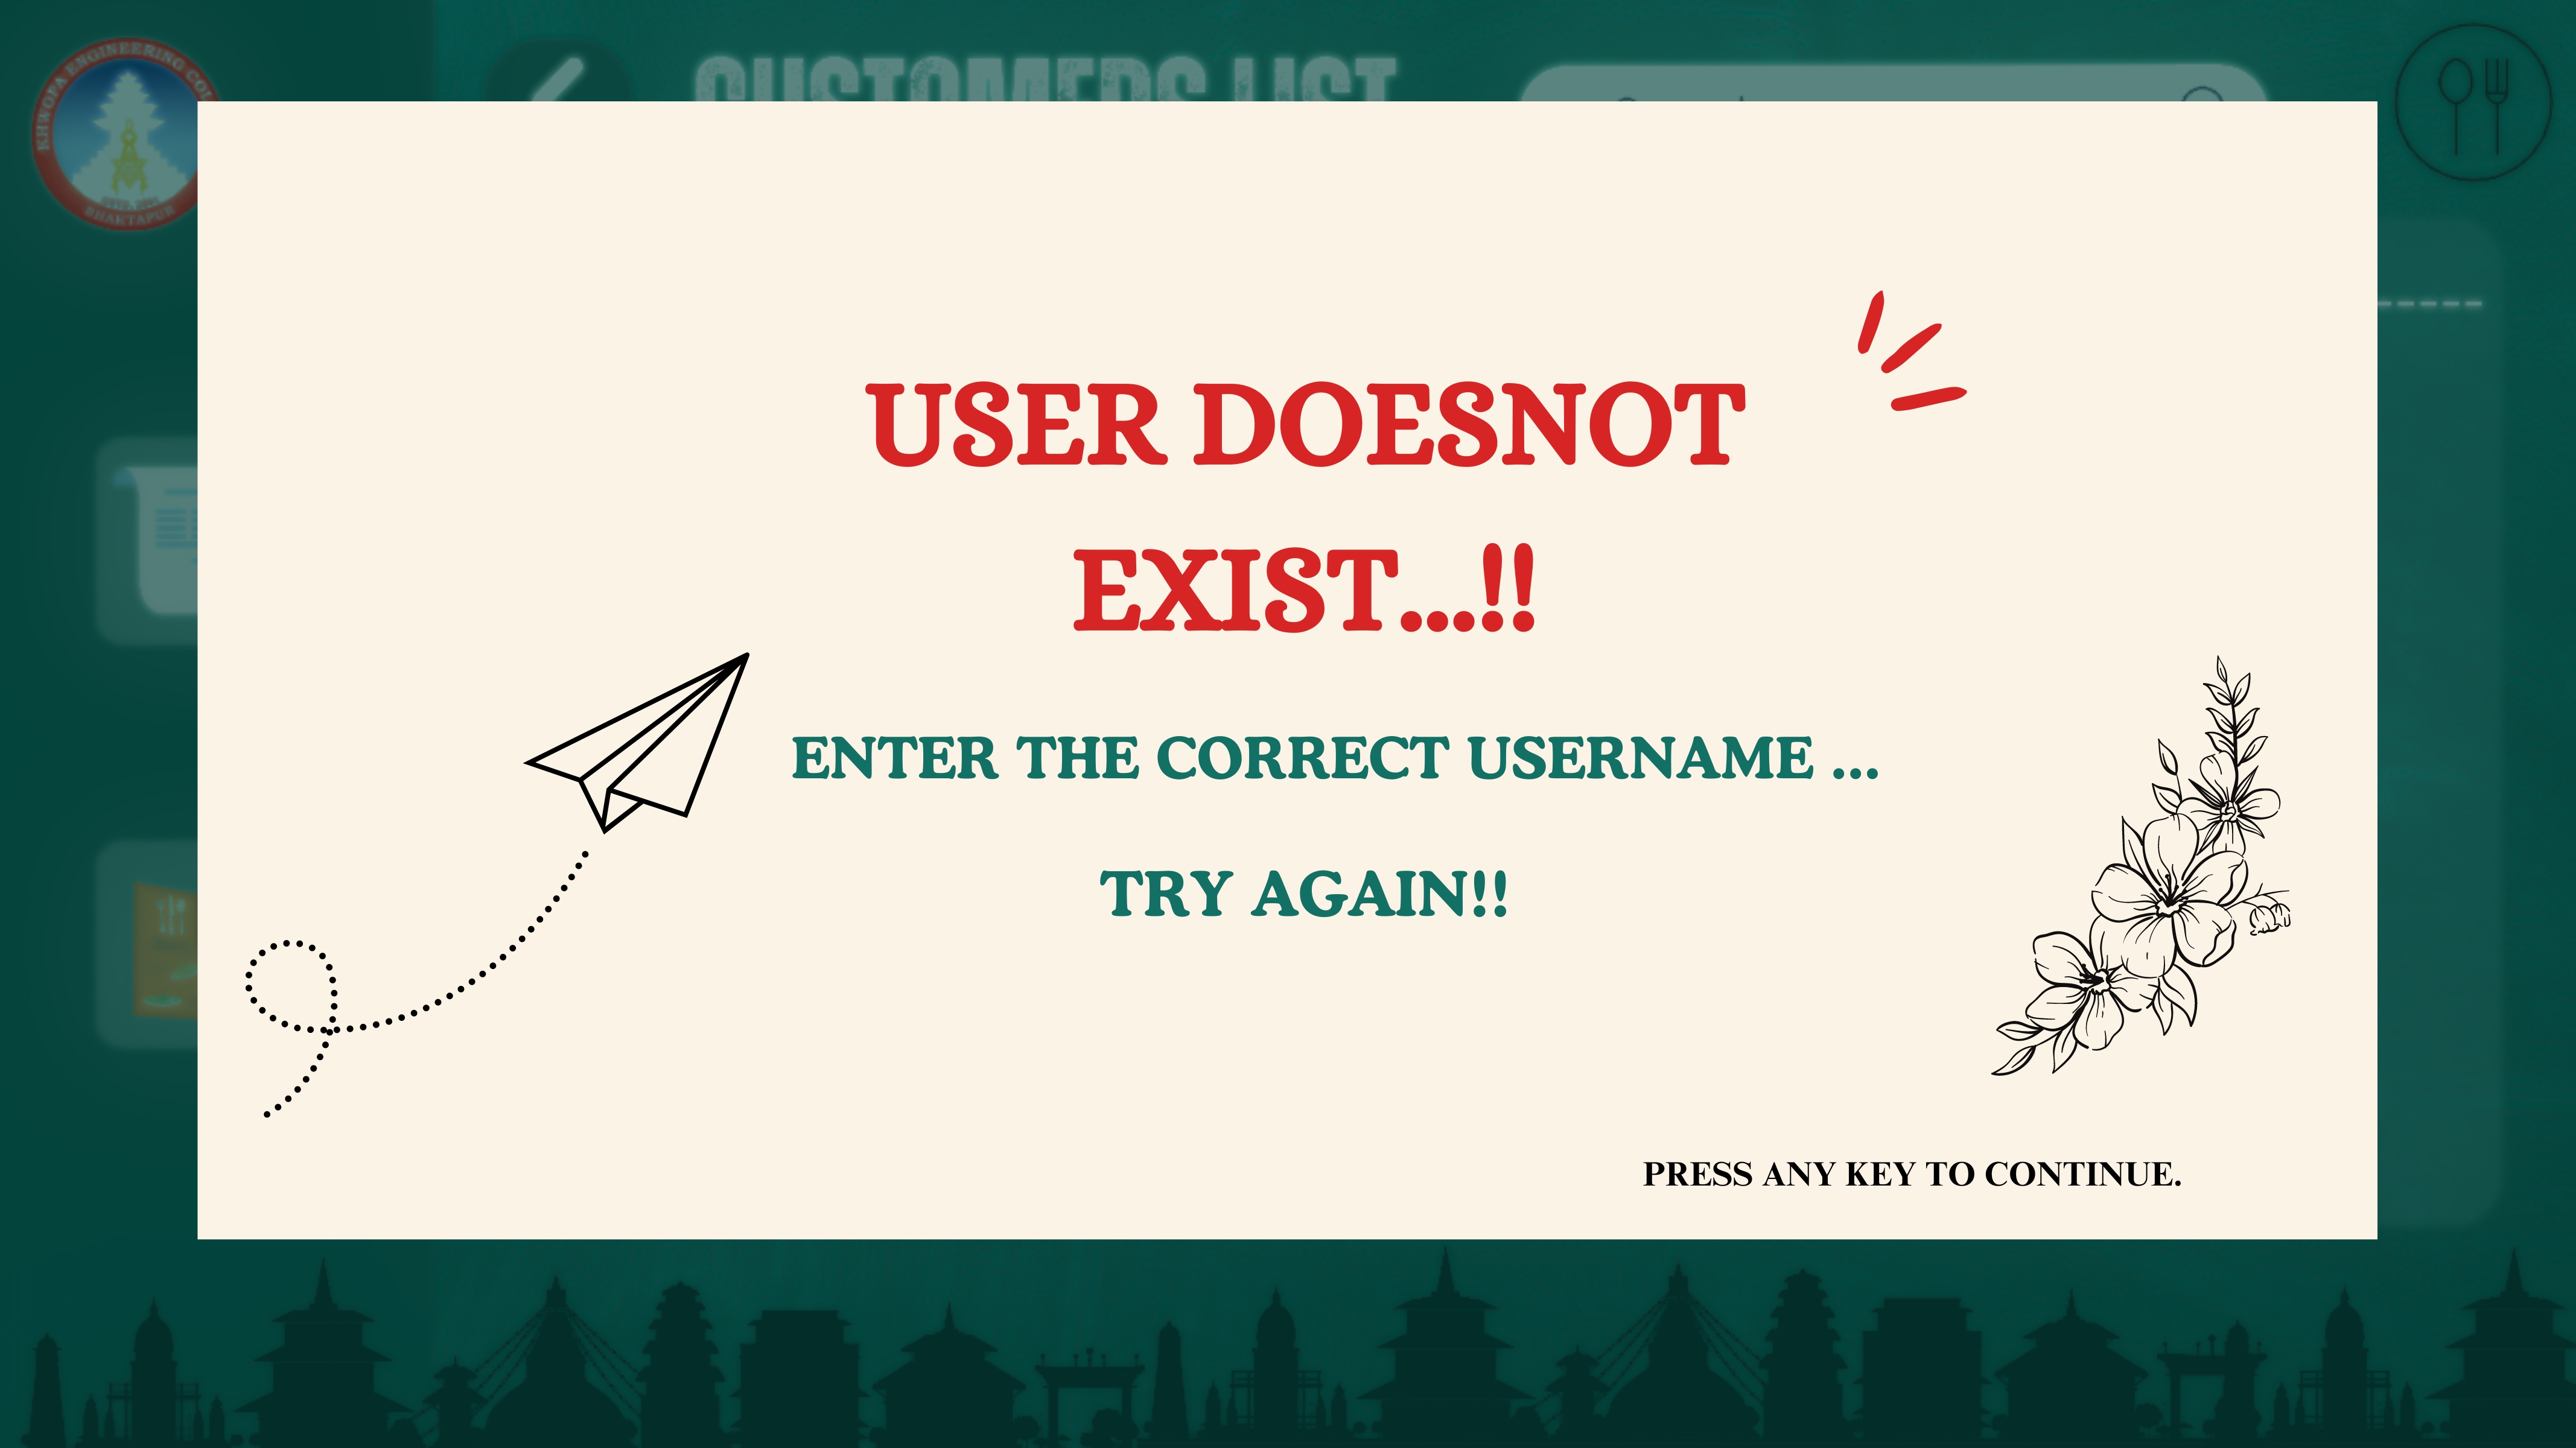 KHWOPA ENGINEERING
BHAKTAPUR
CUSTOMERS LIST
USER DOESNOT
EXIST...!!
ENTER THE CORRECT USERNAME ...
TRY AGAIN!!
PRESS ANY KEY TO CONTINUE.